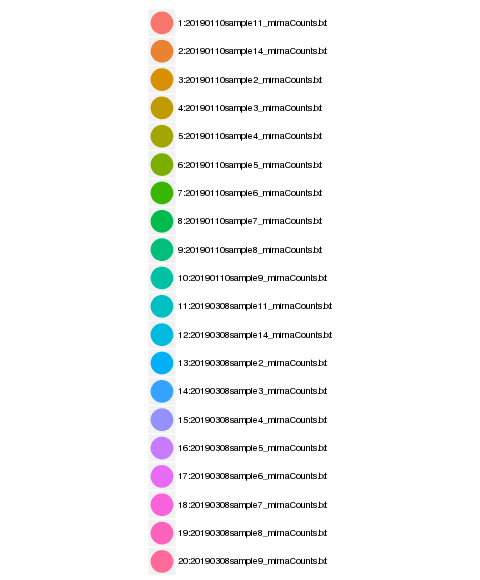 1:20190110sample11_mirnaCounts.txt
2:20190110sample14_mirnaCounts.txt
3:20190110sample2_mirnaCounts.txt
4:20190110sample3_mirnaCounts.txt
5:20190110sample4_mirnaCounts.txt
6:20190110sample5_mirnaCounts.txt
7:20190110sample6_mirnaCounts.txt
8:20190110sample7_mirnaCounts.txt
9:20190110sample8_mirnaCounts.txt
10:20190110sample9_mirnaCounts.txt
11:20190308sample11_mirnaCounts.txt
12:20190308sample14_mirnaCounts.txt
13:20190308sample2_mirnaCounts.txt
14:20190308sample3_mirnaCounts.txt
15:20190308sample4_mirnaCounts.txt
16:20190308sample5_mirnaCounts.txt
17:20190308sample6_mirnaCounts.txt
18:20190308sample7_mirnaCounts.txt
19:20190308sample8_mirnaCounts.txt
20:20190308sample9_mirnaCounts.txt